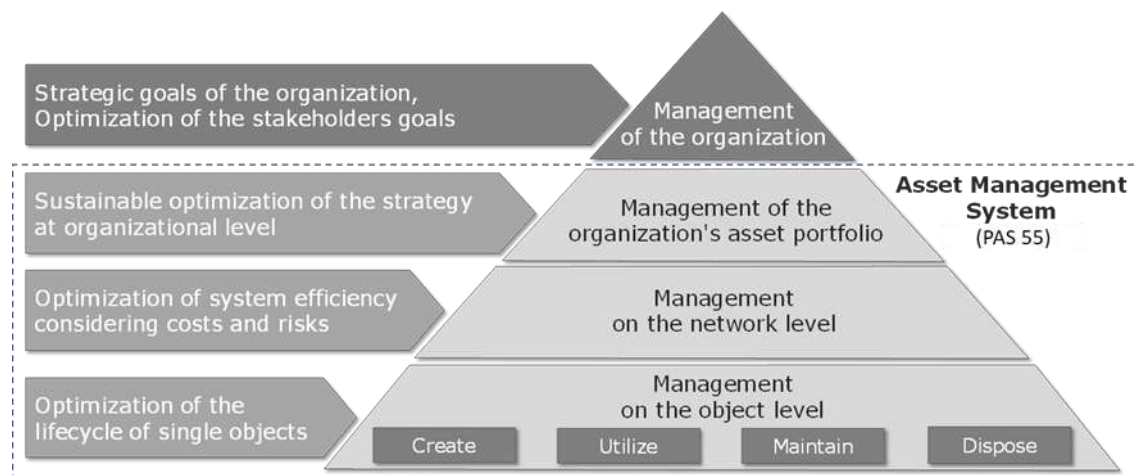 Strategic goals of the organization,
Optimization of the stakeholders goals
Management
of the organization
Sustainable optimization of the strategy
at organizational level
Management of the
organization's asset portfolio
Asset Management
System
(PAS 55)
Optimization of system efficiency
considering costs and risks
Management
on the network level
Optimization of the
lifecycle of single objects
Management
on the object level
Create
Utilize
Maintain
Dispose